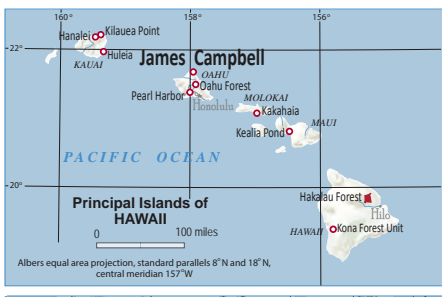 160° 158° 156°
Hanalei Kilauea Point
22°
Huleia
KAUAI
James Campbell
OAHU
Oahu Forest
Pearl Harbor
Honolulu
MOLOKAI
Kakahaia
Kealia Pond
MAUI
PACIFIC OCEAN
20°
Principal Islands of
HAWAII
0 100 miles
Hakalau Forest
Hilo
HAWAII
Kona Forest Unit
Albers equal area projection, standard parallels 8°N and 18°N,
central meridian 157°W